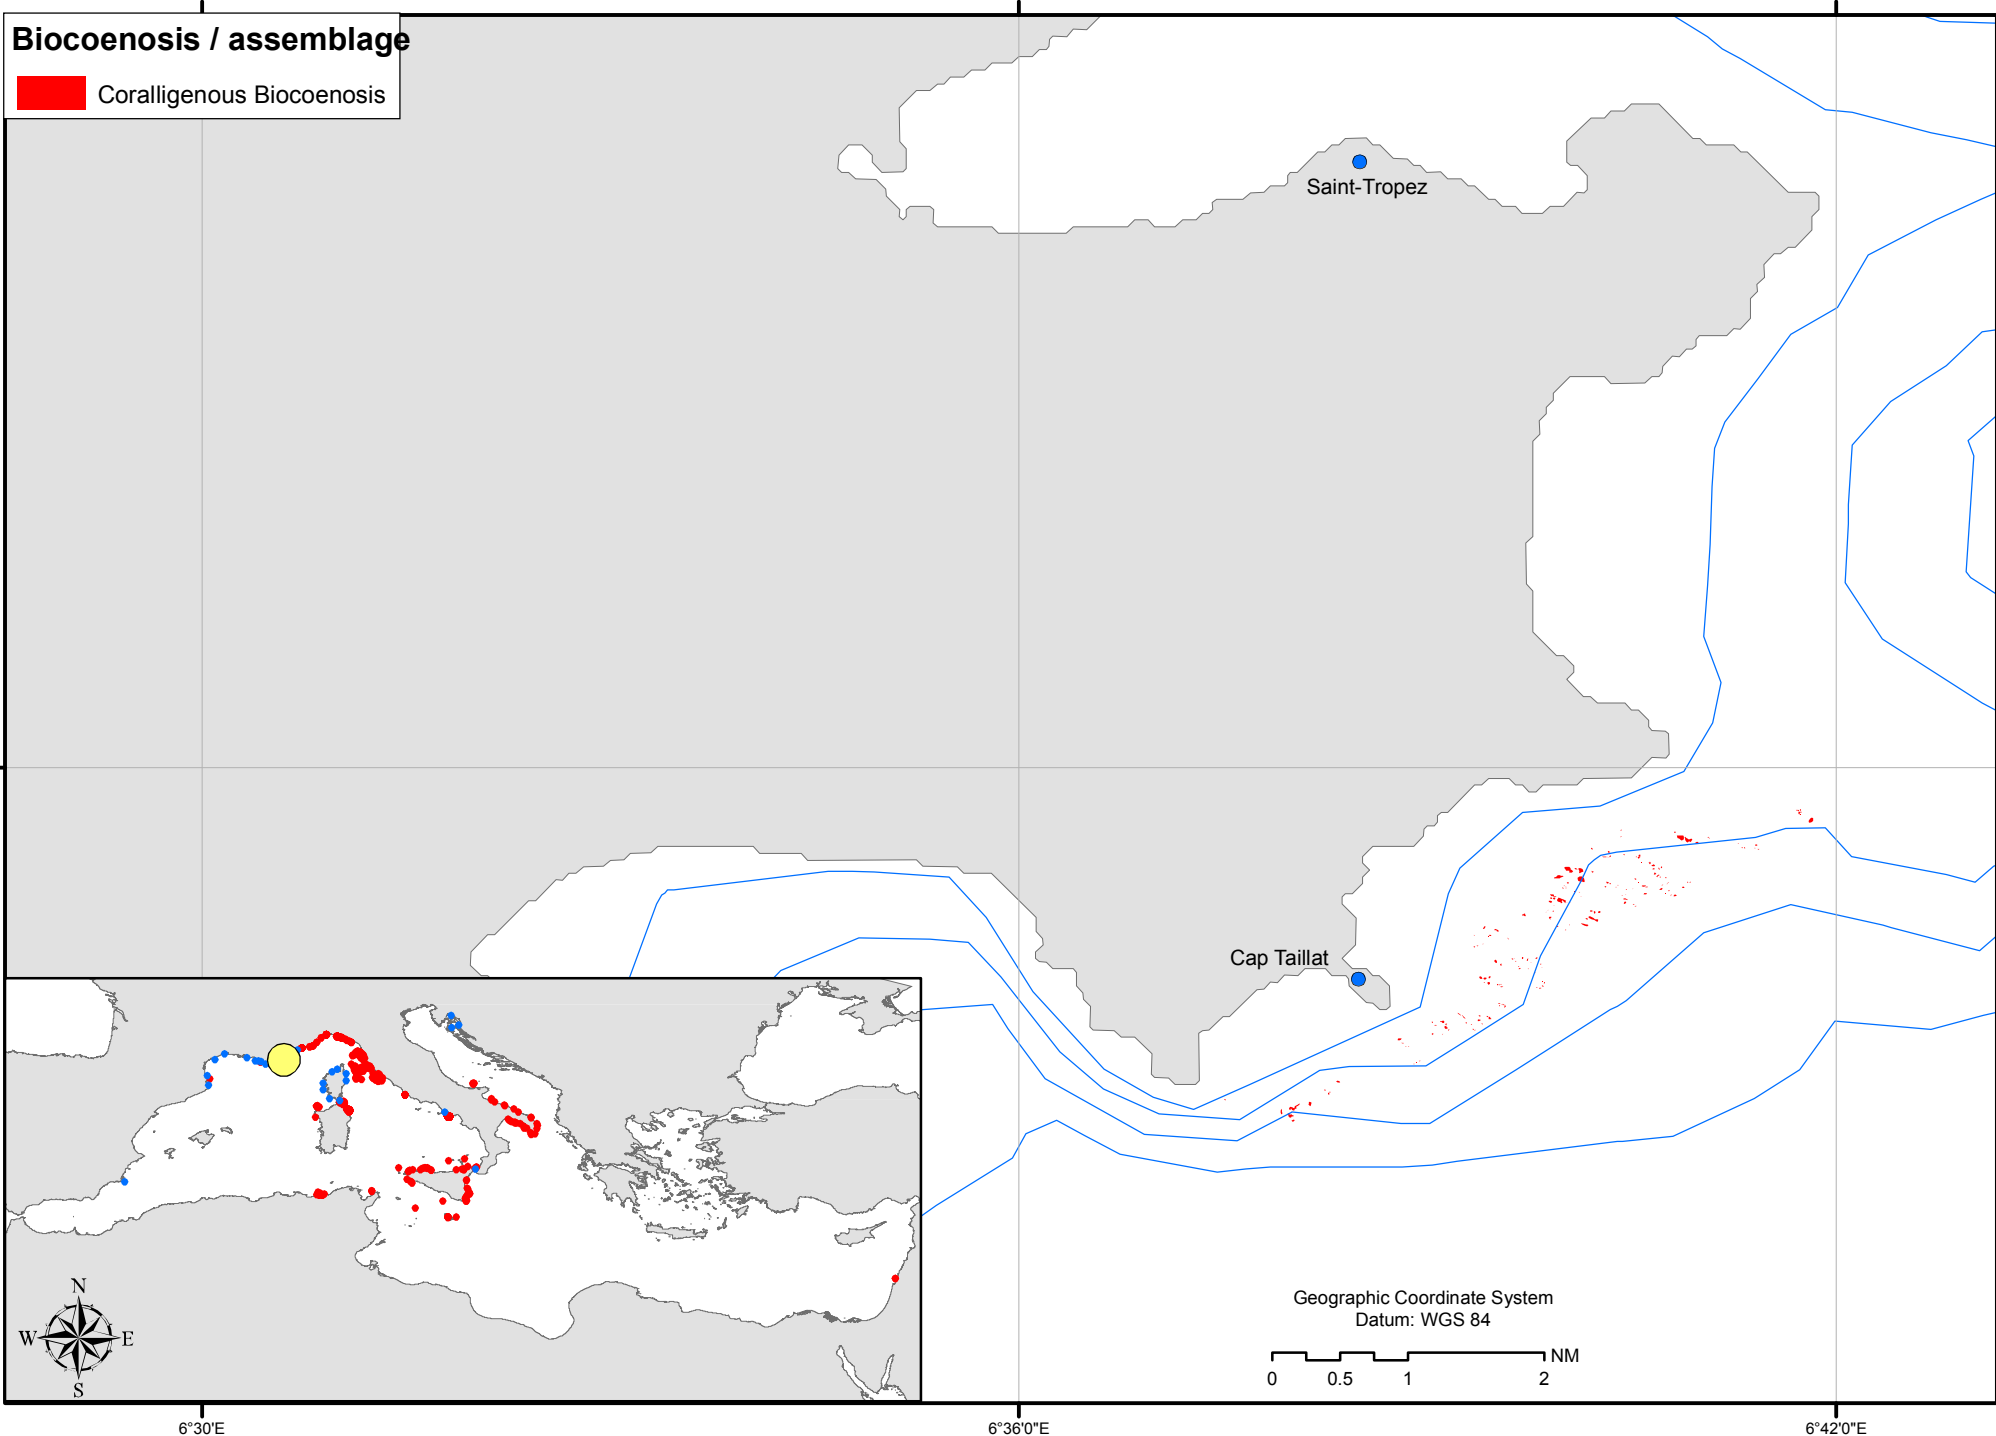 Biocoenosis / assemblage
Coralligenous Biocoenosis
Saint-Tropez
Cap Taillat
N
W
E
S
Geographic Coordinate System
Datum: WGS 84
NM
0 0.5 1 2
6°30'E 6°36'0"E 6°42'0"E